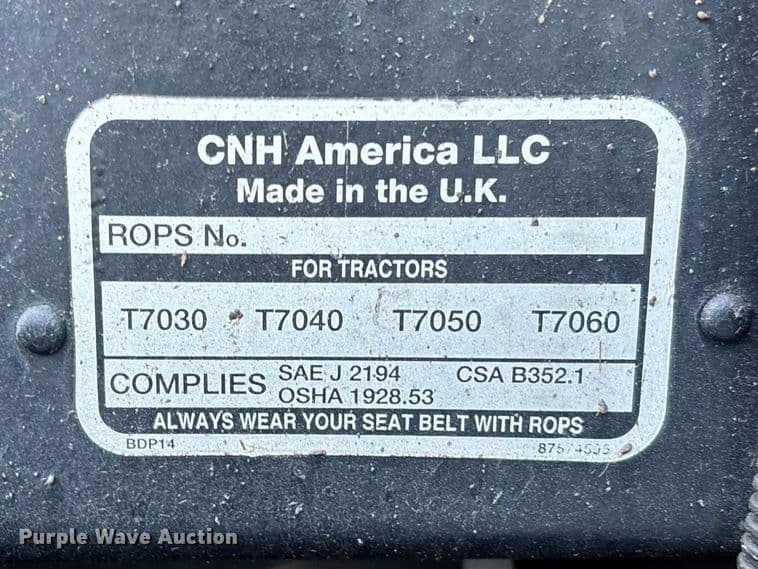 CNH America LLC
Made in the U.K.
ROPS No.
FOR TRACTORS
T7030 T7040 T7050 T7060
COMPLIES SAE J 2194 CSA B352.1
OSHA 1928.53
ALWAYS WEAR YOUR SEAT BELT WITH ROPS
BDP14
Purple Wave Auction